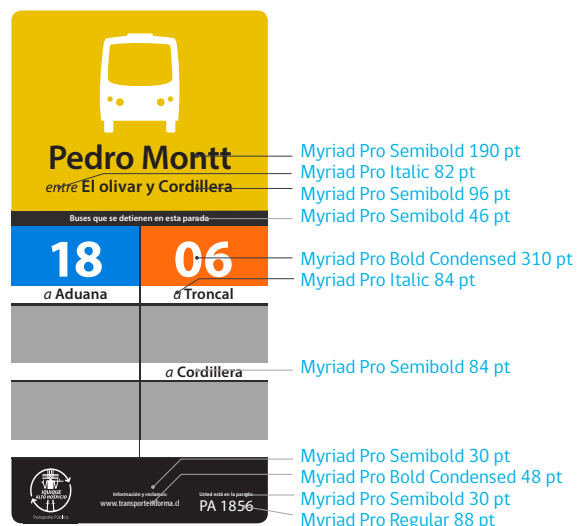 Pedro Montt
entre El olivar y Cordillera
Buses que se detienen en esta parada
18
06
a Aduana
a Troncal
a Cordillera
IQUIQUE
ALTO HOSPICIO
Transporte Público
Información y reclamos:
www.transporteinforma.cl
Usted está en la parada:
PA 1856
Myriad Pro Semibold 190 pt
Myriad Pro Italic 82 pt
Myriad Pro Semibold 96 pt
Myriad Pro Semibold 46 pt
Myriad Pro Bold Condensed 310 pt
Myriad Pro Italic 84 pt
Myriad Pro Semibold 84 pt
Myriad Pro Semibold 30 pt
Myriad Pro Bold Condensed 48 pt
Myriad Pro Semibold 30 pt
Myriad Pro Regular 88 pt